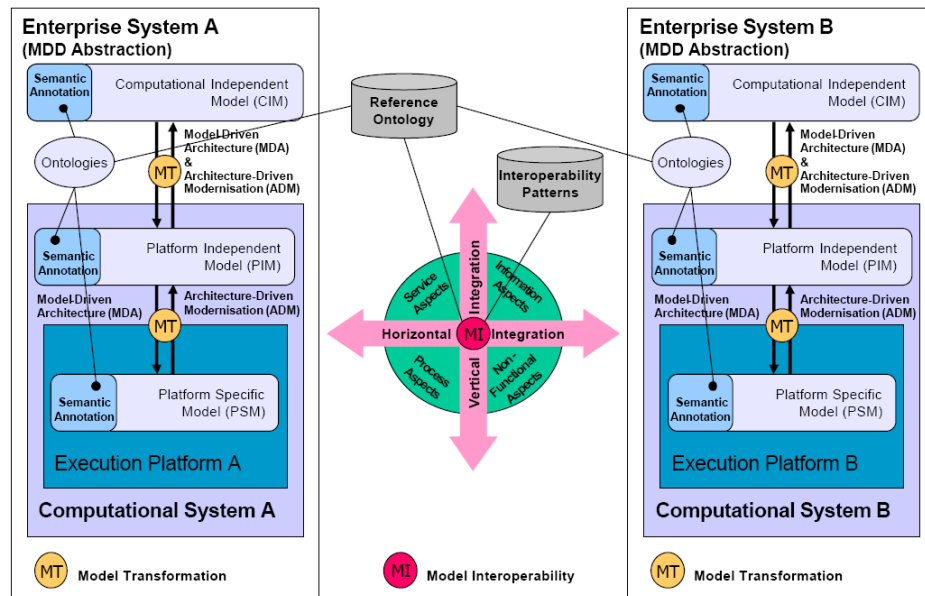 Enterprise System A
(MDD Abstraction)
Semantic
Annotation
Computational Independent
Model (CIM)
Ontologies
MT
Model-Driven
Architecture (MDA)
&
Architecture-Driven
Modernisation (ADM)
Semantic
Annotation
Platform Independent
Model (PIM)
Model-Driven
Architecture (MDA)
MT
Architecture-Driven
Modernisation (ADM)
Semantic
Annotation
Platform Specific
Model (PSM)
Execution Platform A
Computational System A
MT
Model Transformation
Reference
Ontology
Interoperability
Patterns
Service
Aspects
Information
Aspects
Process
Aspects
Non-
Functional
Aspects
Horizontal
MI
Integration
Vertical
Integration
MI
Model Interoperability
Enterprise System B
(MDD Abstraction)
Semantic
Annotation
Computational Independent
Model (CIM)
Ontologies
MT
Model-Driven
Architecture (MDA)
&
Architecture-Driven
Modernisation (ADM)
Semantic
Annotation
Platform Independent
Model (PIM)
Model-Driven
Architecture (MDA)
MT
Architecture-Driven
Modernisation (ADM)
Semantic
Annotation
Platform Specific
Model (PSM)
Execution Platform B
Computational System B
MT
Model Transformation